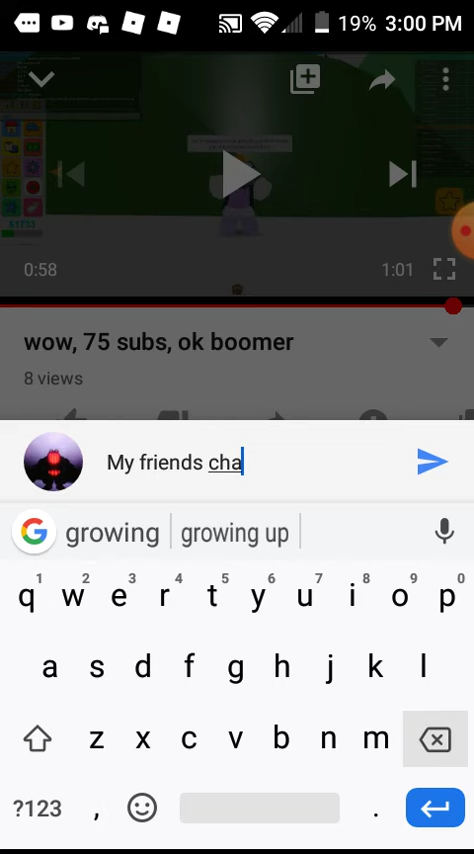 19% 3:00 PM
0:58
1:01
wow, 75 subs, ok boomer
8 views
My friends cha
growing
growing up
1 2 3 4 5 6 7 8 9 0
q w e r t y u i o p
a s d f g h j k l
z x c v b n m
?123 , .